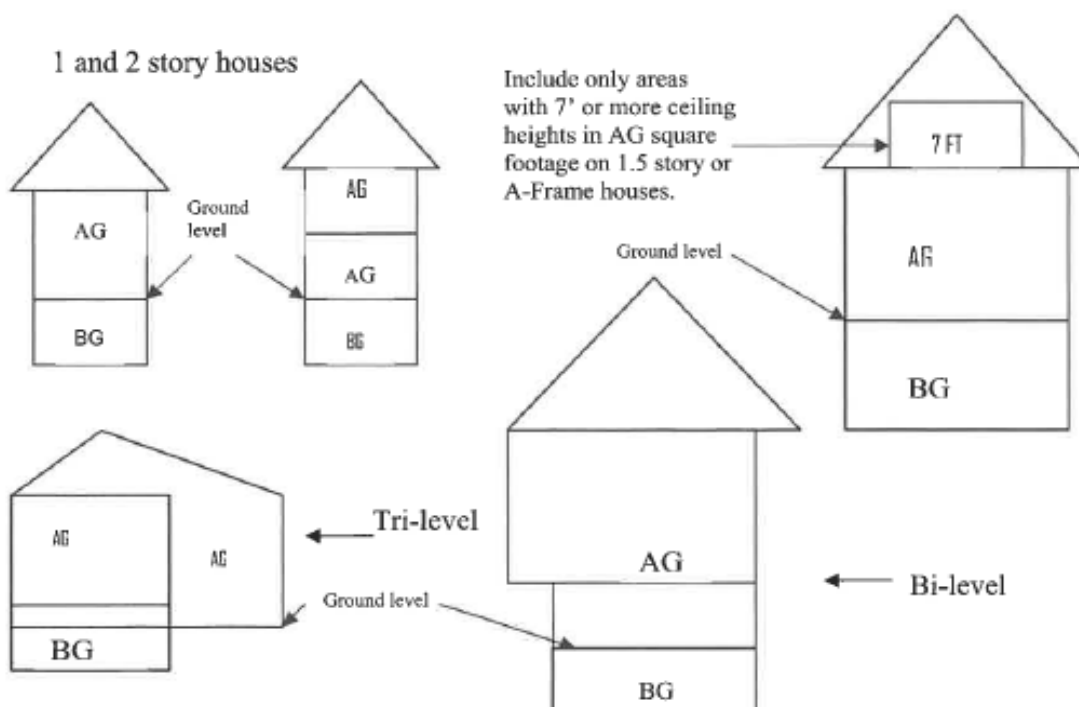 1 and 2 story houses
AG
BG
Ground
level
AG
AG
BG
Include only areas
with 7' or more ceiling
heights in AG square
footage on 1.5 story or
A-Frame houses.
7 FT
Ground level
AG
BG
AG
AG
BG
Tri-level
Ground level
AG
BG
Bi-level